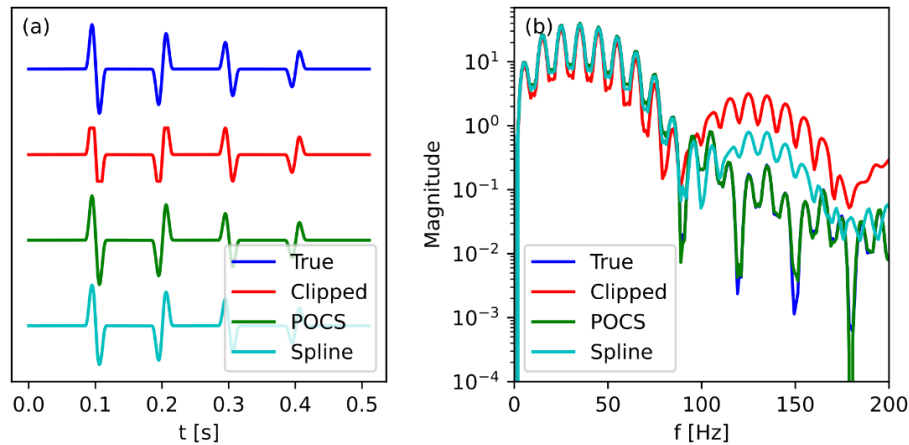 (a)
True
Clipped
POCS
Spline
0.0 0.1 0.2 0.3 0.4 0.5
t [s]
(b)
Magnitude
10¹
10⁰
10⁻¹
10⁻²
10⁻³
10⁻⁴
True
Clipped
POCS
Spline
0 50 100 150 200
f [Hz]